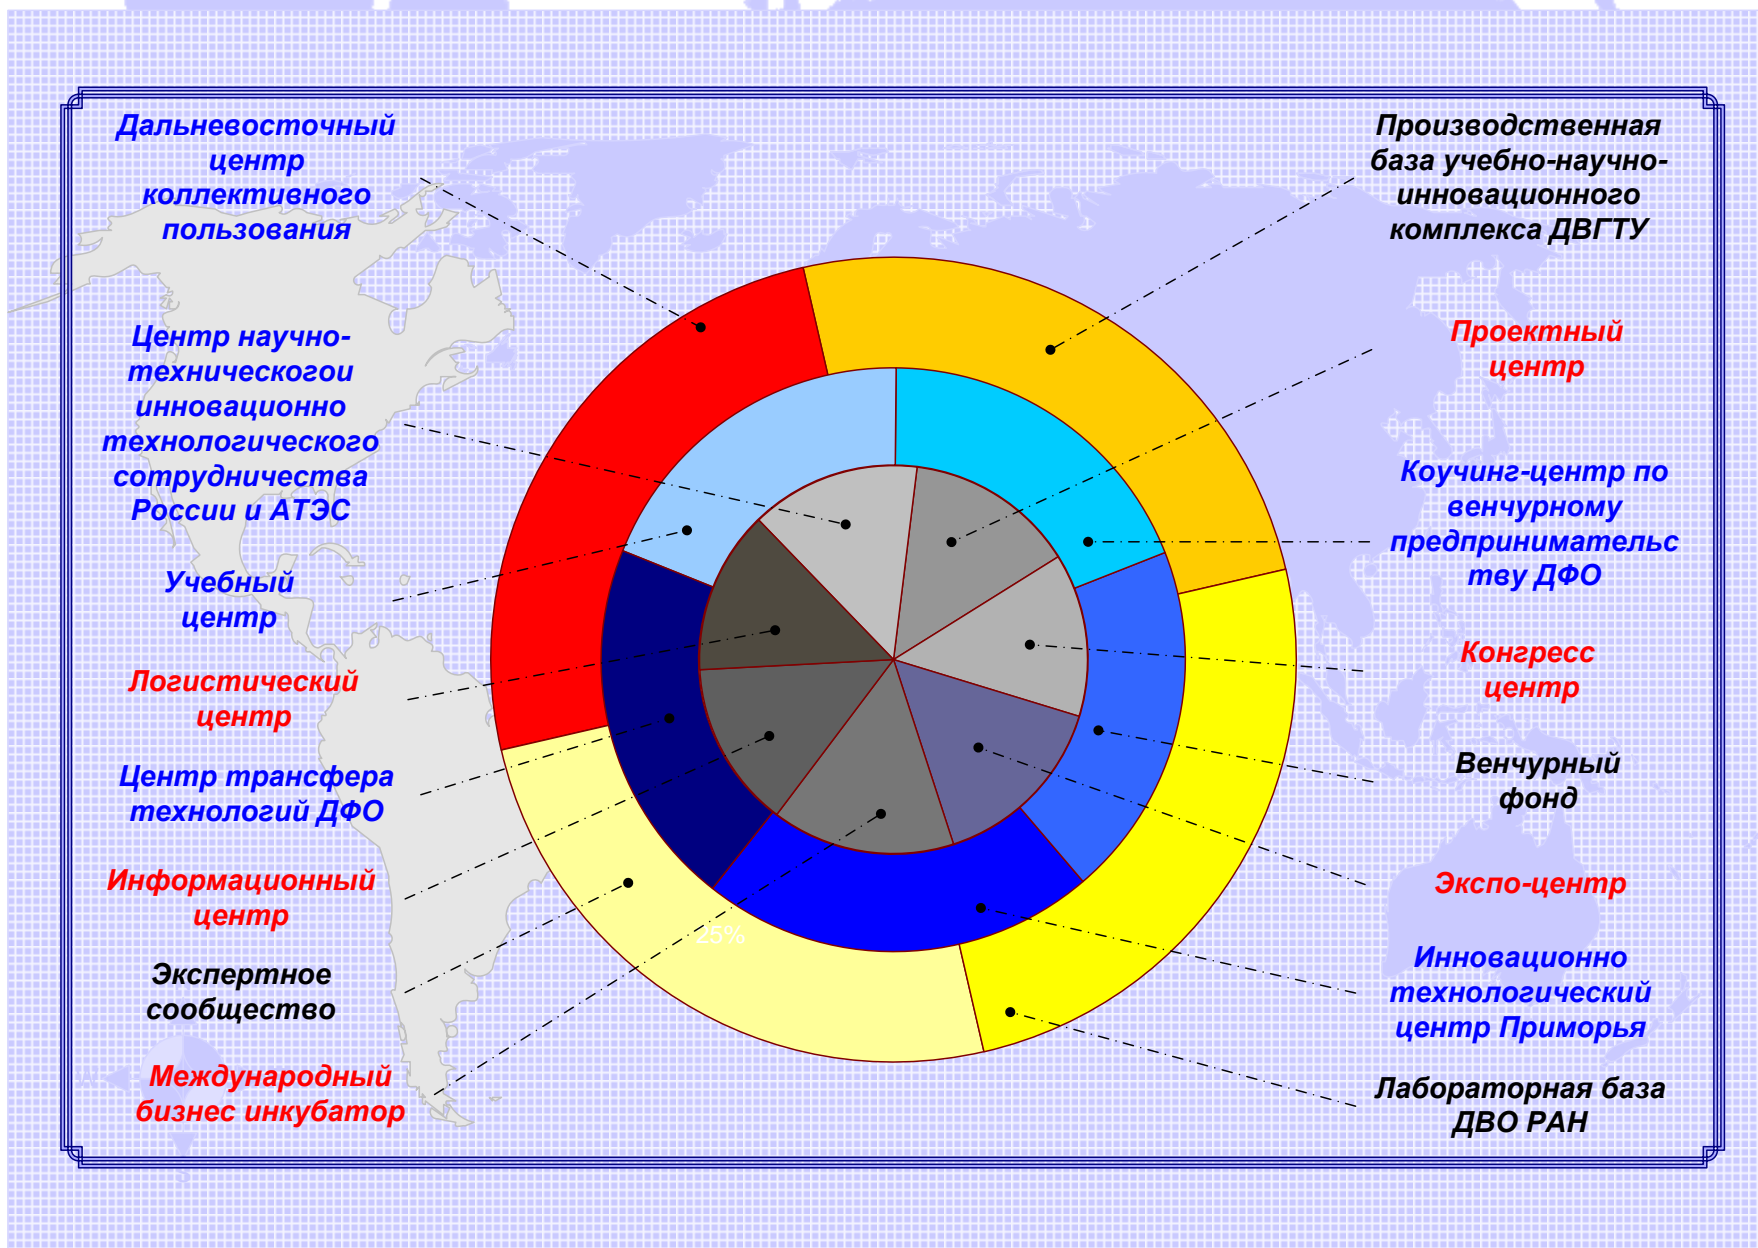 Дальневосточный
центр
коллективного
пользования
Центр научно-
техническогои
инновационно
технологического
сотрудничества
России и АТЭС
Учебный
центр
Логистический
центр
Центр трансфера
технологий ДФО
Информационный
центр
Экспертное
сообщество
Международный
бизнес инкубатор
25%
Производственная
база учебно-научно-
инновационного
комплекса ДВГТУ
Проектный
центр
Коучинг-центр по
венчурному
предпринимательс
тву ДФО
Конгресс
центр
Венчурный
фонд
Экспо-центр
Инновационно
технологический
центр Приморья
Лабораторная база
ДВО РАН